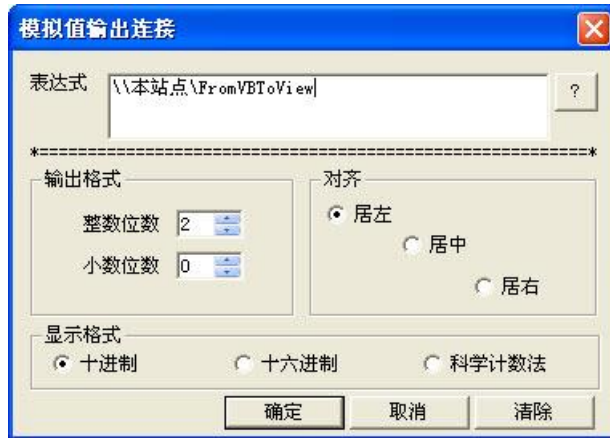 模拟值输出连接
表达式
\\本站点\FromVBToView
?
*==================================================*
输出格式
整数位数 2
小数位数 0
对齐
居左
居中
居右
显示格式
十进制 十六进制 科学计数法
确定 取消 清除